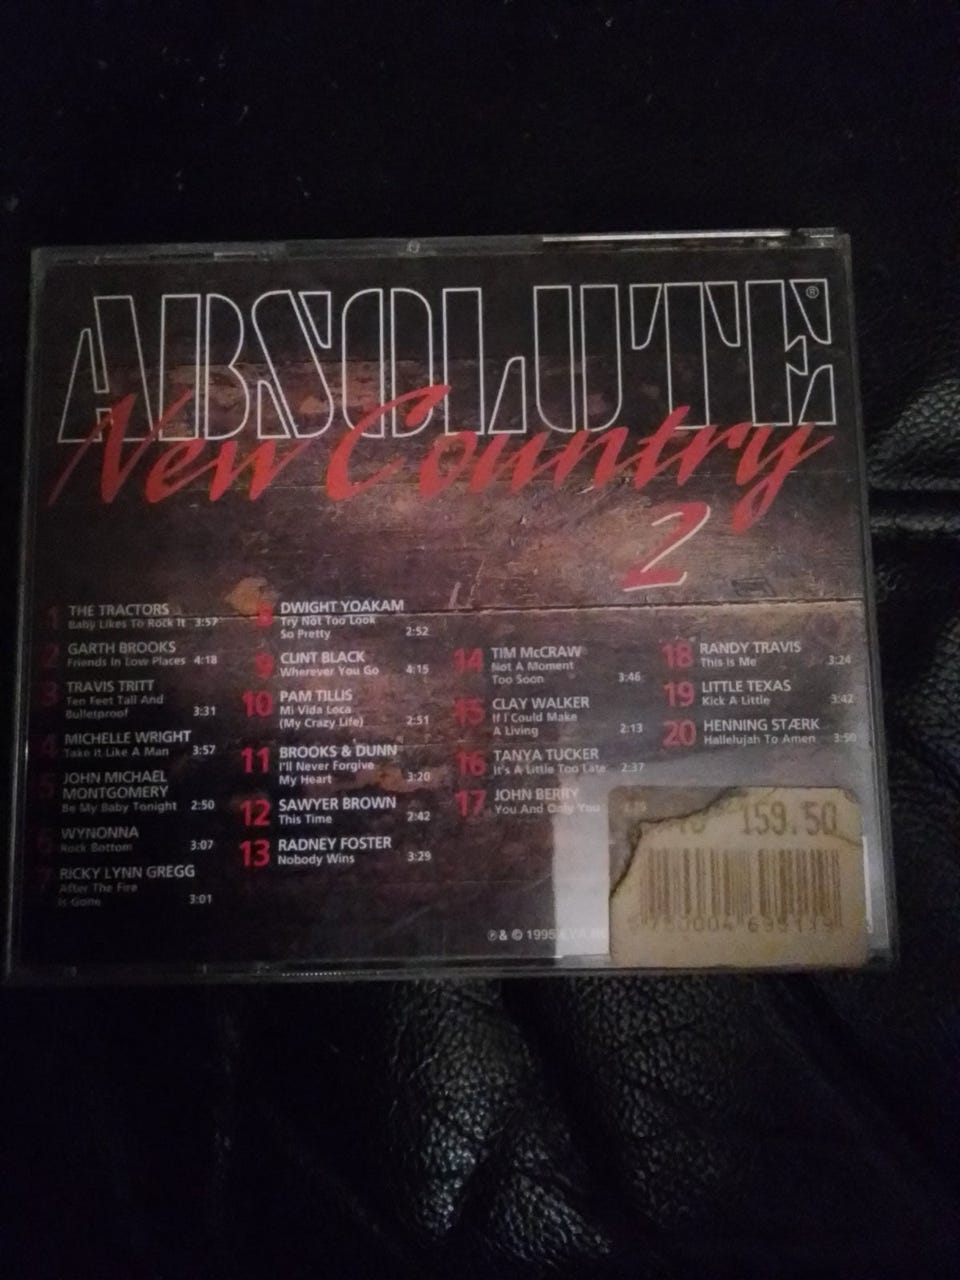 ABSOLUTE ®
New Country
2
1 THE TRACTORS
Baby Likes To Rock It 3:57
2 GARTH BROOKS
Friends In Low Places 4:18
3 TRAVIS TRITT
Ten Feet Tall And
Bulletproof 3:31
4 MICHELLE WRIGHT
Take It Like A Man 3:57
5 JOHN MICHAEL
MONTGOMERY
Be My Baby Tonight 2:50
6 WYNONNA
Rock Bottom 3:07
7 RICKY LYNN GREGG
After The Fire
Is Gone 3:01
8 DWIGHT YOAKAM
Try Not Too Look
So Pretty 2:52
9 CLINT BLACK
Wherever You Go 4:15
10 PAM TILLIS
Mi Vida Loca
(My Crazy Life) 2:51
11 BROOKS & DUNN
I'll Never Forgive
My Heart 3:20
12 SAWYER BROWN
This Time 2:42
13 RADNEY FOSTER
Nobody Wins 3:29
14 TIM McCRAW
Not A Moment
Too Soon 3:46
15 CLAY WALKER
If I Could Make
A Living 2:13
16 TANYA TUCKER
It's A Little Too Late 2:37
17 JOHN BERRY
You And Only You
18 RANDY TRAVIS
This Is Me 3:24
19 LITTLE TEXAS
Kick A Little 3:42
20 HENNING STÆRK
Hallelujah To Amen 3:50
159.50
℗ & © 1995